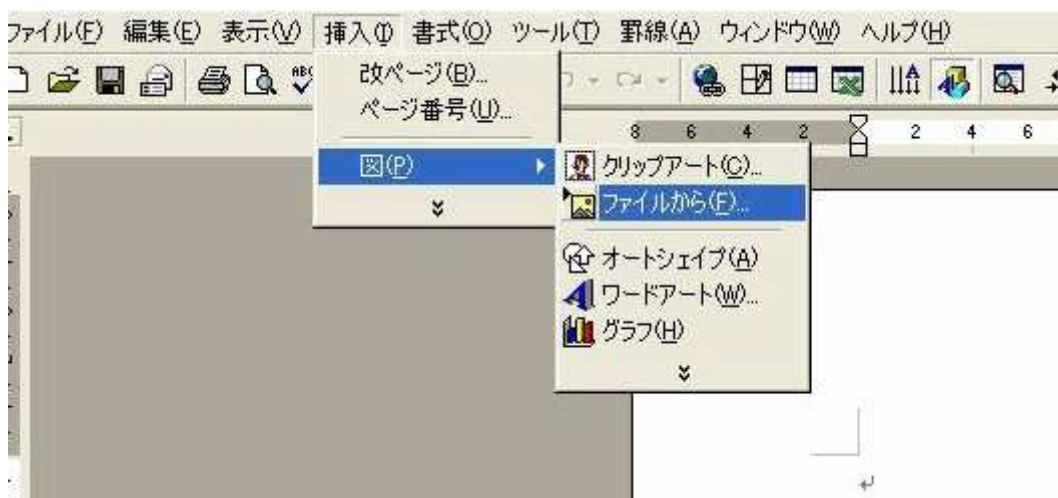 ファイル(F) 編集(E) 表示(V) 挿入(I) 書式(O) ツール(T) 罫線(A) ウィンドウ(W) ヘルプ(H)
ABC
改ページ(B)...
ページ番号(U)...
8 6 4 2 2 4 6
図(P)
クリップアート(C)...
ファイルから(F)...
オートシェイプ(A)
ワードアート(W)...
グラフ(H)